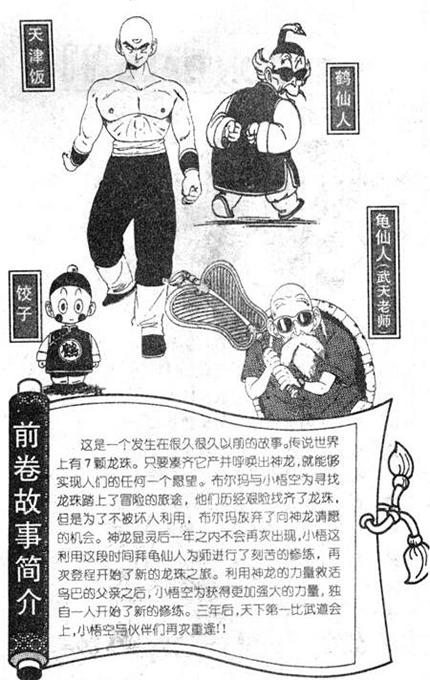 天津饭
鹤仙人
龟仙人(武天老师)
饺子
前卷故事简介
这是一个发生在很久很久以前的故事。传说世界
上有7颗龙珠。只要凑齐它产并呼唤出神龙,就能够
实现人们的任何一个愿望。布尔玛与小悟空为寻找
龙珠踏上了冒险的旅途,他们历经艰险找齐了龙珠,
但是为了不被坏人利用,布尔玛放弃了向神龙请愿
的机会。神龙显灵后一年之内不会再次出现,小悟这
利用这段时间拜龟仙人为师进行了刻苦的修练,再
次登程开始了新的龙珠之旅。利用神龙的力量救活
乌巴的父亲之后,小悟空为获得更加强大的力量,独
自一人开始了新的修练。三年后,天下第一比武道会
上,小悟空与伙伴们再次重逢!!